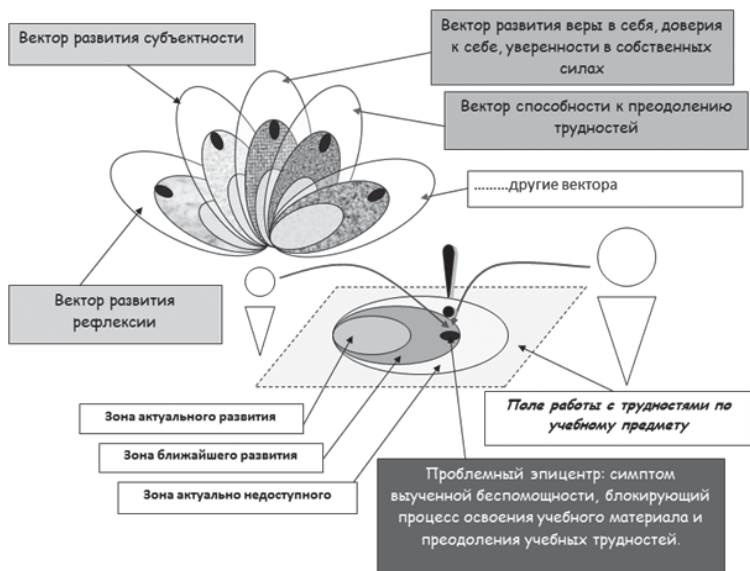 Вектор развития субъектности
Вектор развития веры в себя, доверия
к себе, уверенности в собственных
силах
Вектор способности к преодолению
трудностей
.........другие вектора
Вектор развития
рефлексии
Зона актуального развития
Зона ближайшего развития
Зона актуально недоступного
Поле работы с трудностями по
учебному предмету
Проблемный эпицентр: симптом
выученной беспомощности, блокирующий
процесс освоения учебного материала и
преодоления учебных трудностей.